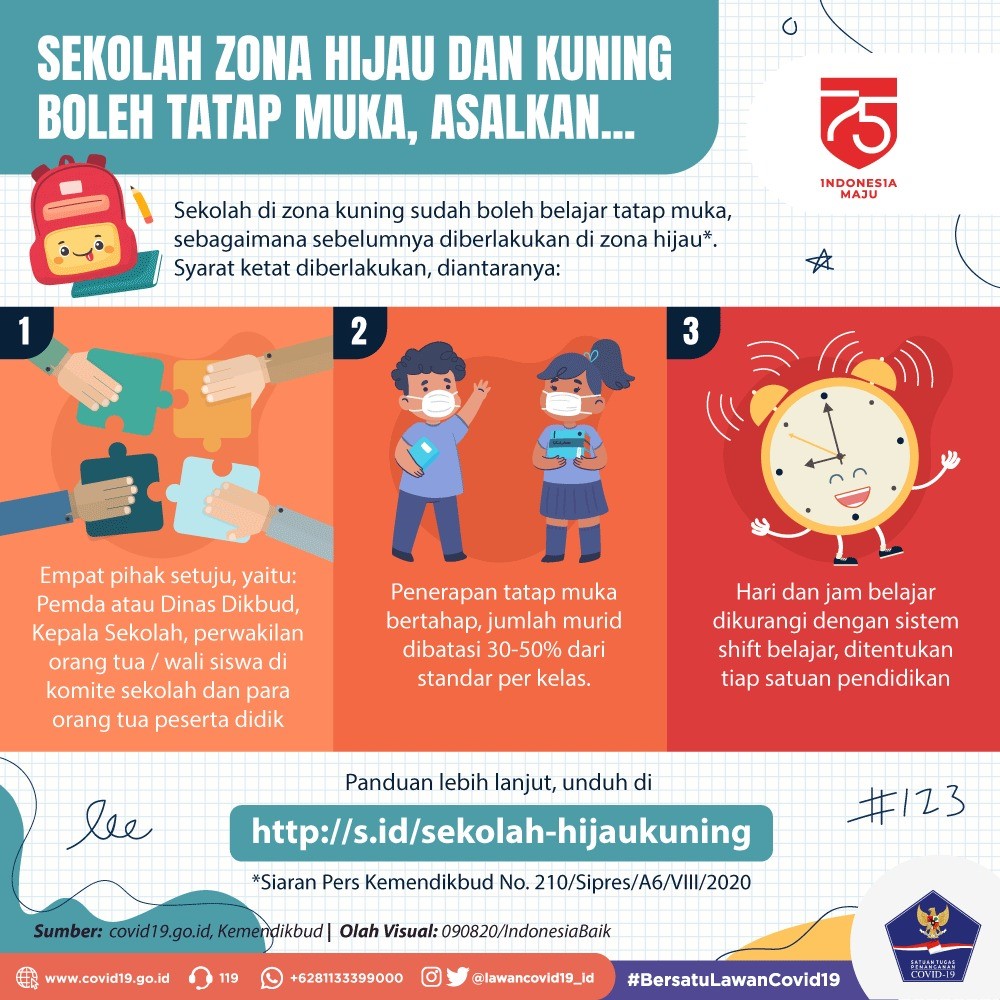 SEKOLAH ZONA HIJAU DAN KUNING
BOLEH TATAP MUKA, ASALKAN...
75
INDONESIA
MAJU
Sekolah di zona kuning sudah boleh belajar tatap muka,
sebagaimana sebelumnya diberlakukan di zona hijau*.
Syarat ketat diberlakukan, diantaranya:
1
Empat pihak setuju, yaitu:
Pemda atau Dinas Dikbud,
Kepala Sekolah, perwakilan
orang tua / wali siswa di
komite sekolah dan para
orang tua peserta didik
2
Penerapan tatap muka
bertahap, jumlah murid
dibatasi 30-50% dari
standar per kelas.
3
Hari dan jam belajar
dikurangi dengan sistem
shift belajar, ditentukan
tiap satuan pendidikan
Panduan lebih lanjut, unduh di
http://s.id/sekolah-hijaukuning
*Siaran Pers Kemendikbud No. 210/Sipres/A6/VIII/2020
#123
Sumber: covid19.go.id, Kemendikbud | Olah Visual: 090820/IndonesiaBaik
www.covid19.go.id 119 +6281133399000 @lawancovid19_id #BersatuLawanCovid19
SATUAN TUGAS
PENANGANAN
COVID-19